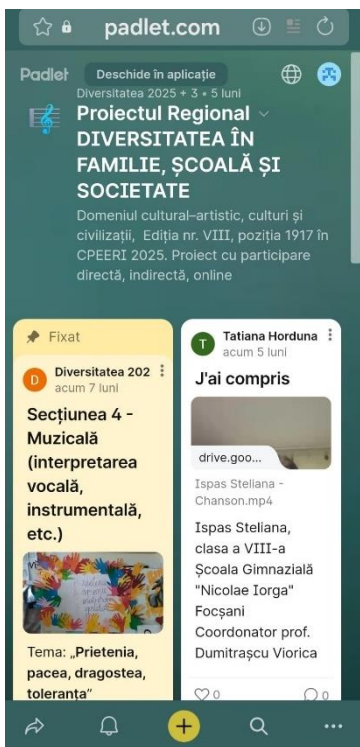 padlet.com
Padlet
Deschide în aplicație
Diversitatea 2025 + 3 • 5 luni
Proiectul Regional
DIVERSITATEA ÎN
FAMILIE, ȘCOALĂ ȘI
SOCIETATE
Domeniul cultural–artistic, culturi și
civilizații, Ediția nr. VIII, poziția 1917 în
CPEERI 2025. Proiect cu participare
directă, indirectă, online
Fixat
D
Diversitatea 202
acum 7 luni
Secțiunea 4 -
Muzicală
(interpretarea
vocală,
instrumentală,
etc.)
Tema: „Prietenia,
pacea, dragostea,
toleranța”
T
Tatiana Horduna
acum 5 luni
J'ai compris
drive.goo...
Ispas Steliana -
Chanson.mp4
Ispas Steliana,
clasa a VIII-a
Școala Gimnazială
"Nicolae Iorga"
Focșani
Coordonator prof.
Dumitrașcu Viorica
0
0